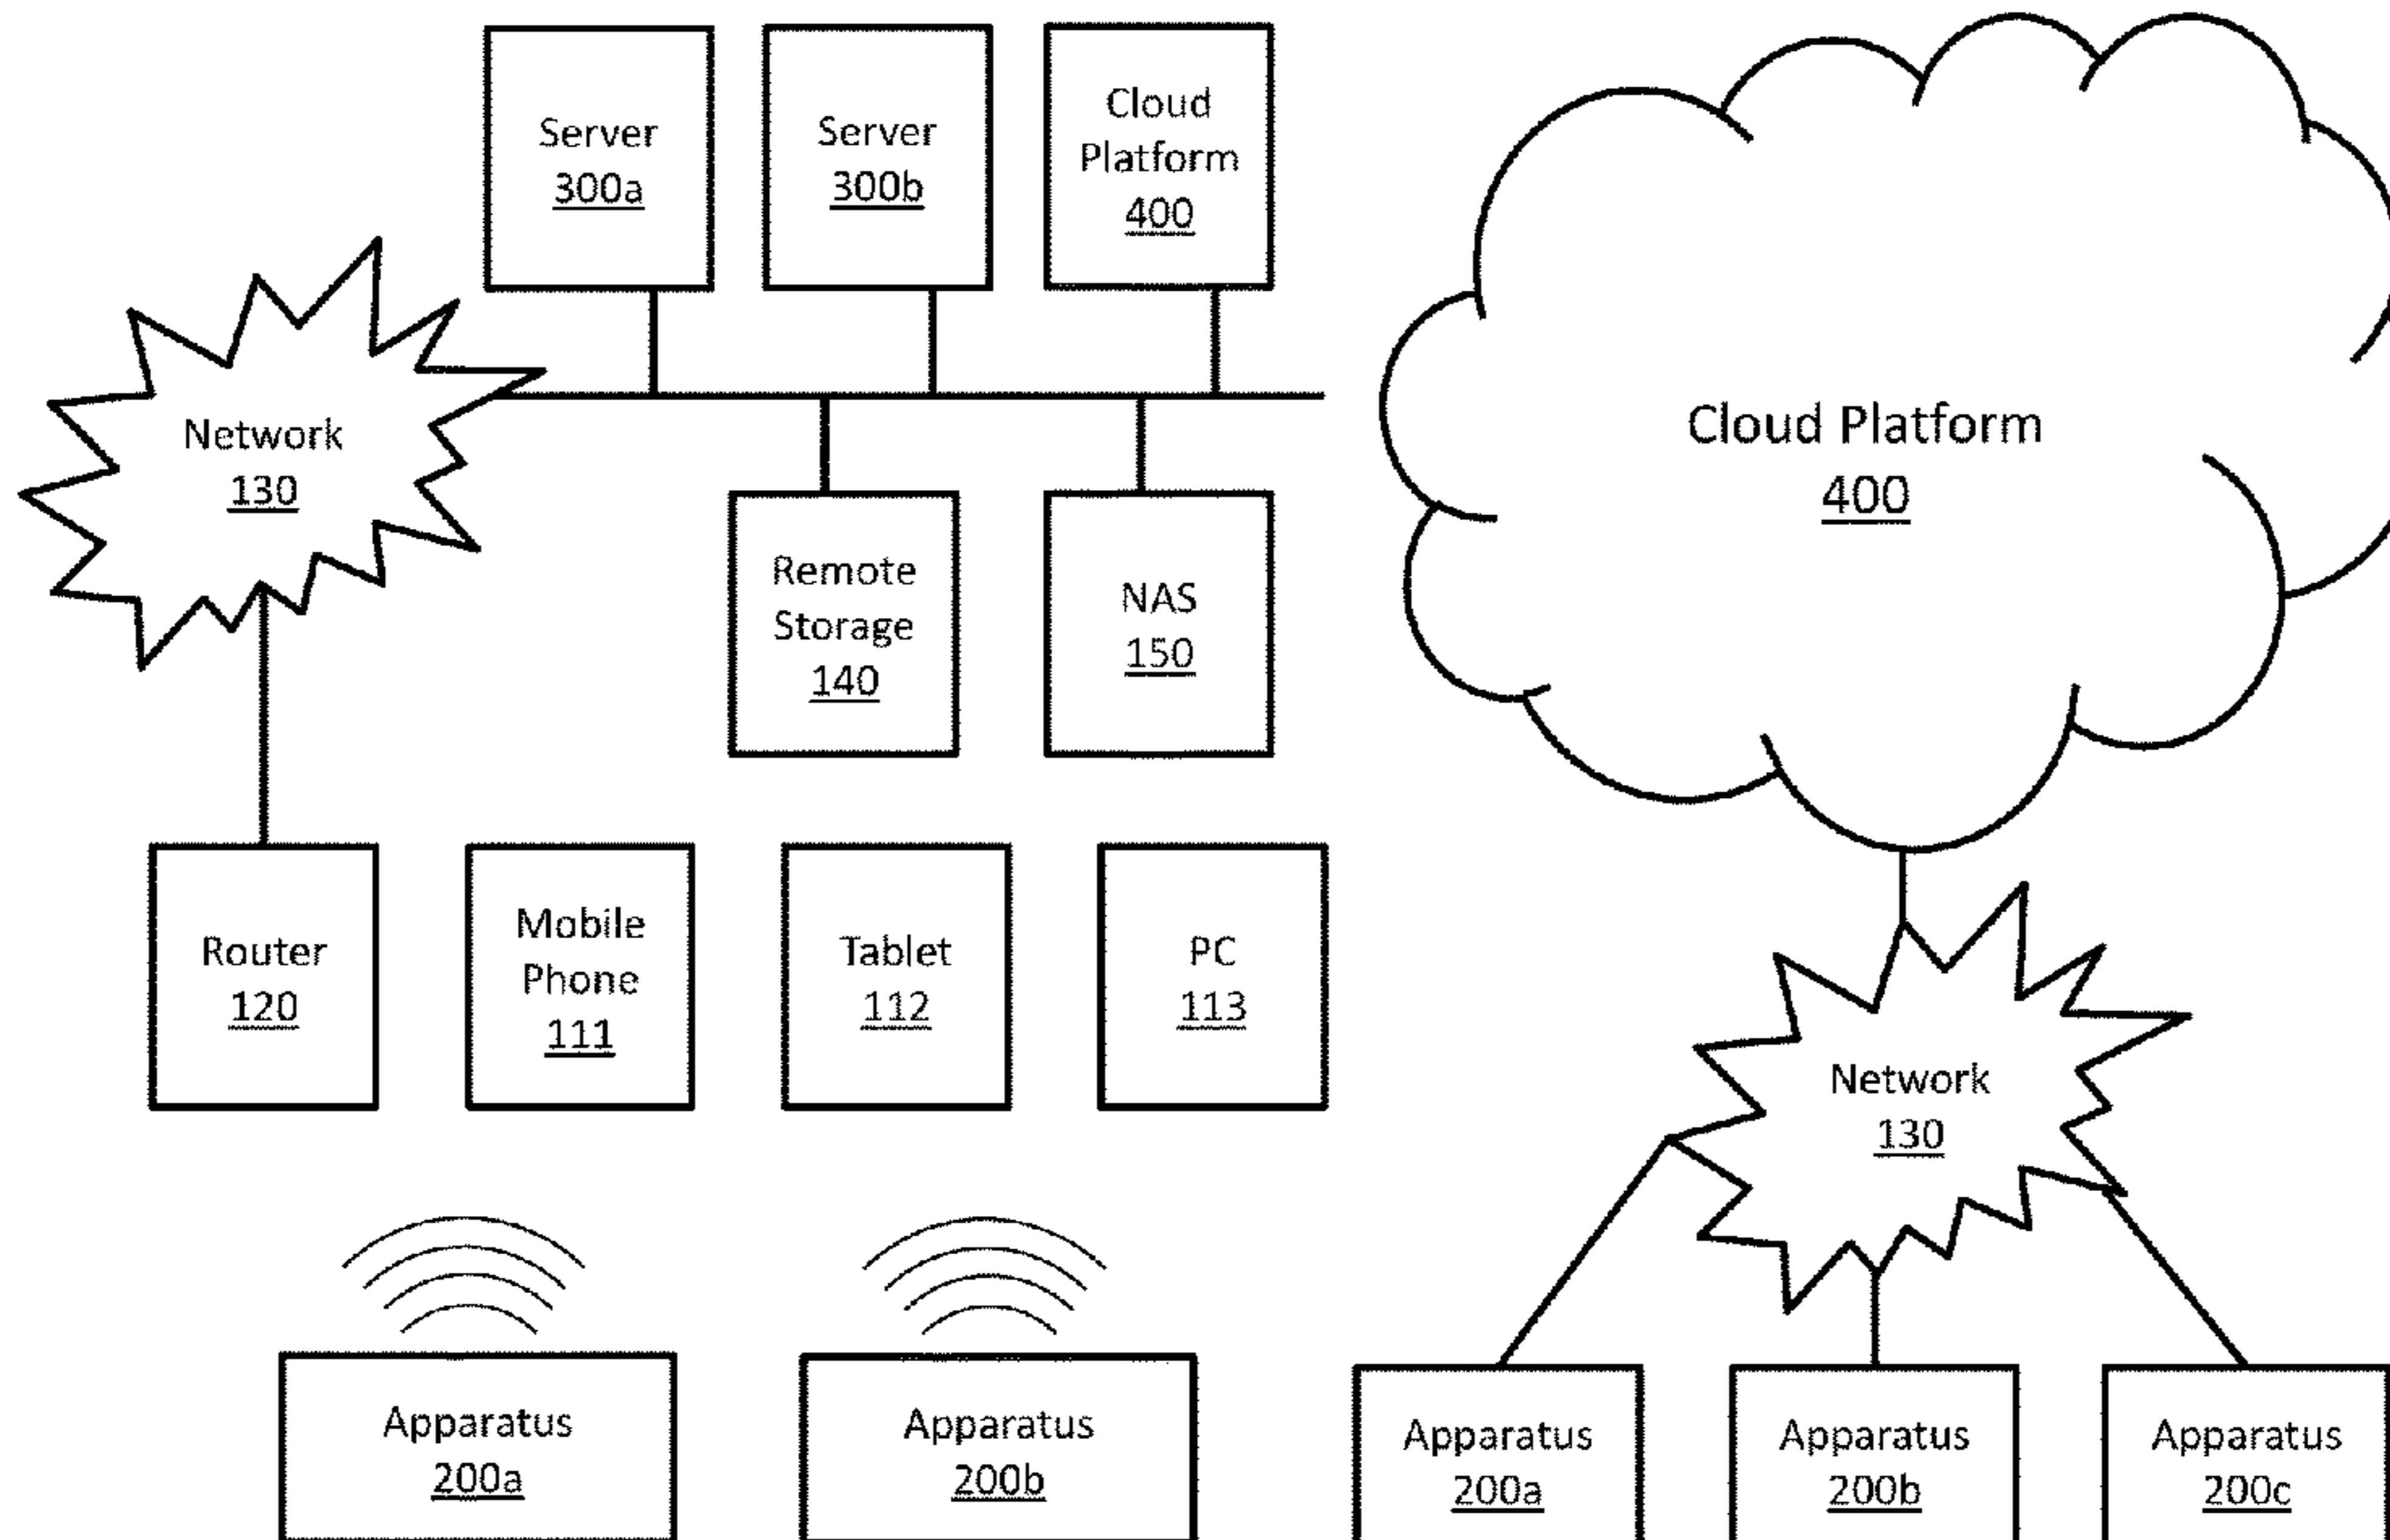 Server
300a
Server
300b
Cloud
Platform
400
Network
130
Remote
Storage
140
NAS
150
Router
120
Mobile
Phone
111
Tablet
112
PC
113
Apparatus
200a
Apparatus
200b
Cloud Platform
400
Network
130
Apparatus
200a
Apparatus
200b
Apparatus
200c